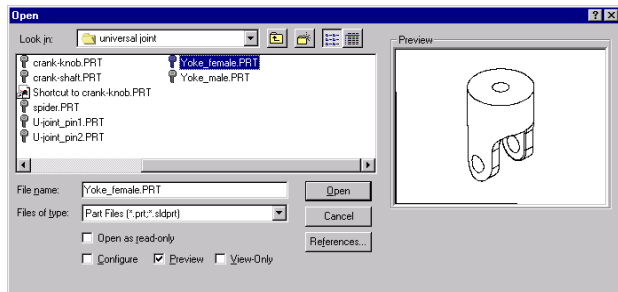 Open
Look in:
universal joint
Preview
crank-knob.PRT
crank-shaft.PRT
Shortcut to crank-knob.PRT
spider.PRT
U-joint_pin1.PRT
U-joint_pin2.PRT
Yoke_female.PRT
Yoke_male.PRT
File name:
Yoke_female.PRT
Open
Files of type:
Part Files (*.prt;*.sldprt)
Cancel
Open as read-only
References...
Configure
Preview
View-Only